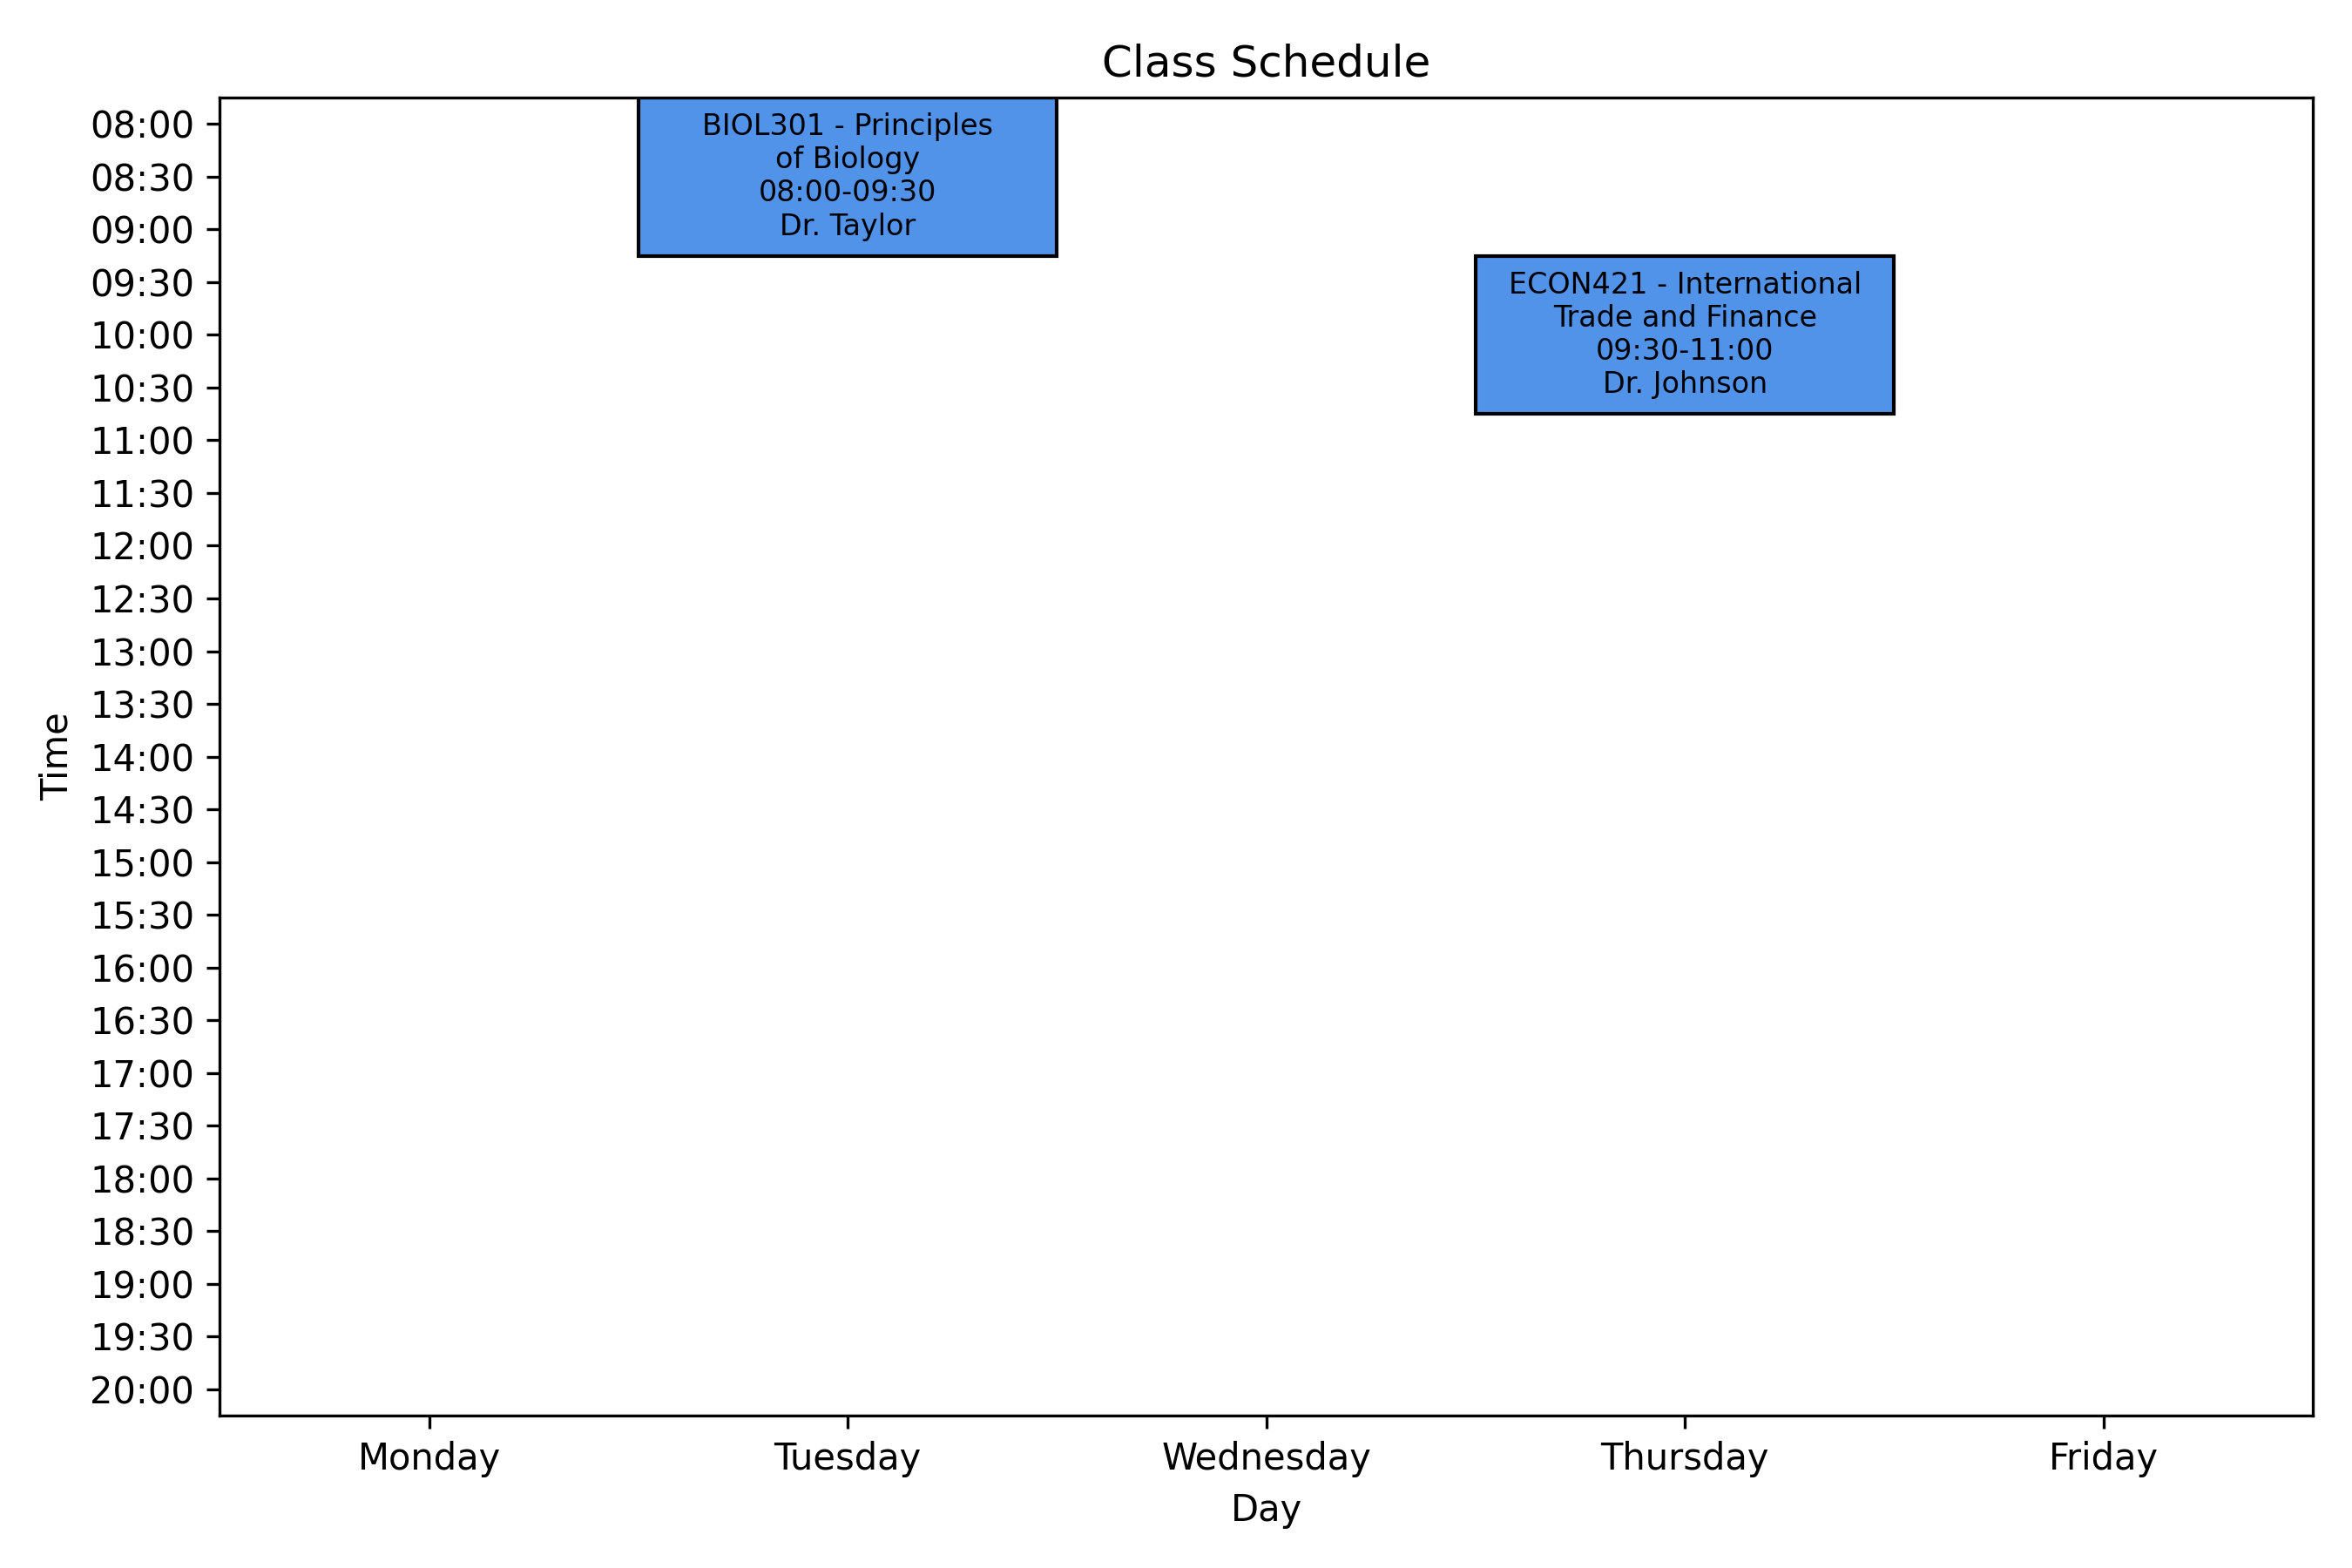 Class Schedule
08:00
08:30
09:00
09:30
10:00
10:30
11:00
11:30
12:00
12:30
13:00
13:30
14:00
14:30
15:00
15:30
16:00
16:30
17:00
17:30
18:00
18:30
19:00
19:30
20:00
Time
BIOL301 - Principles
of Biology
08:00-09:30
Dr. Taylor
ECON421 - International
Trade and Finance
09:30-11:00
Dr. Johnson
Monday
Tuesday
Wednesday
Thursday
Friday
Day